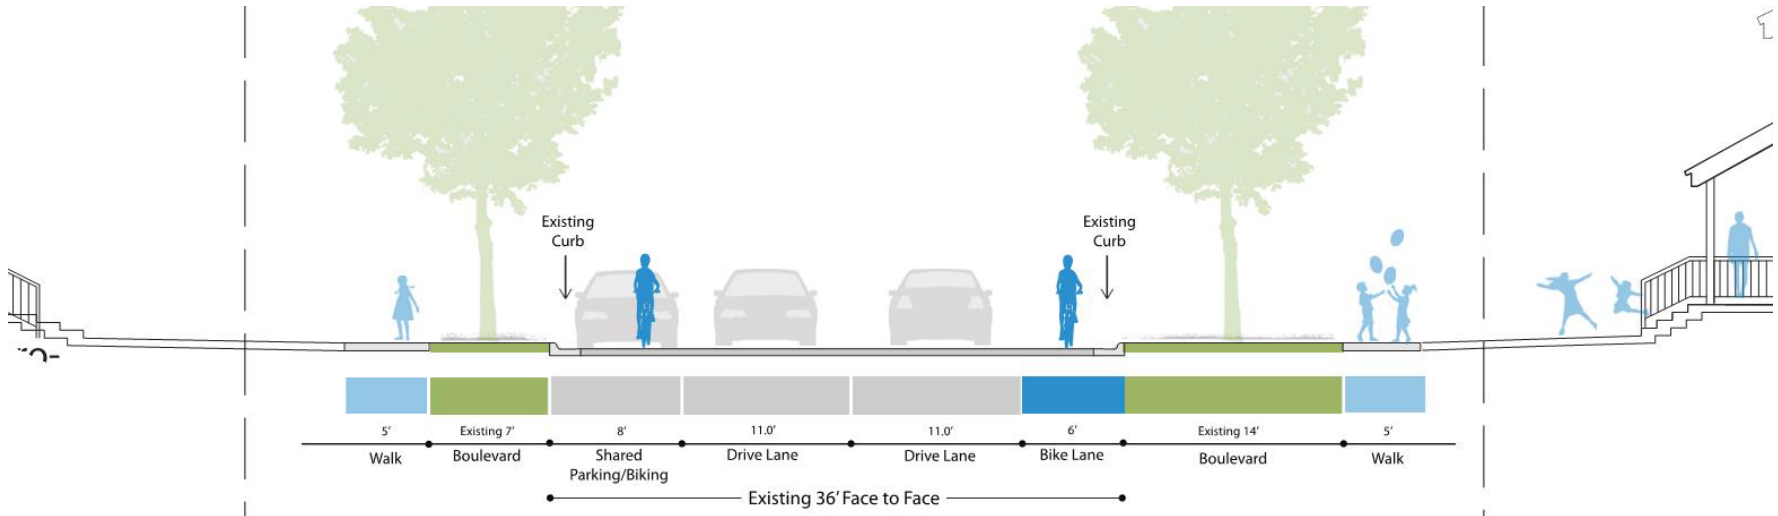 Existing
Curb
Existing
Curb
5'
Existing 7'
8'
11.0'
11.0'
6'
Existing 14'
5'
Walk
Boulevard
Shared
Parking/Biking
Drive Lane
Drive Lane
Bike Lane
Boulevard
Walk
Existing 36' Face to Face